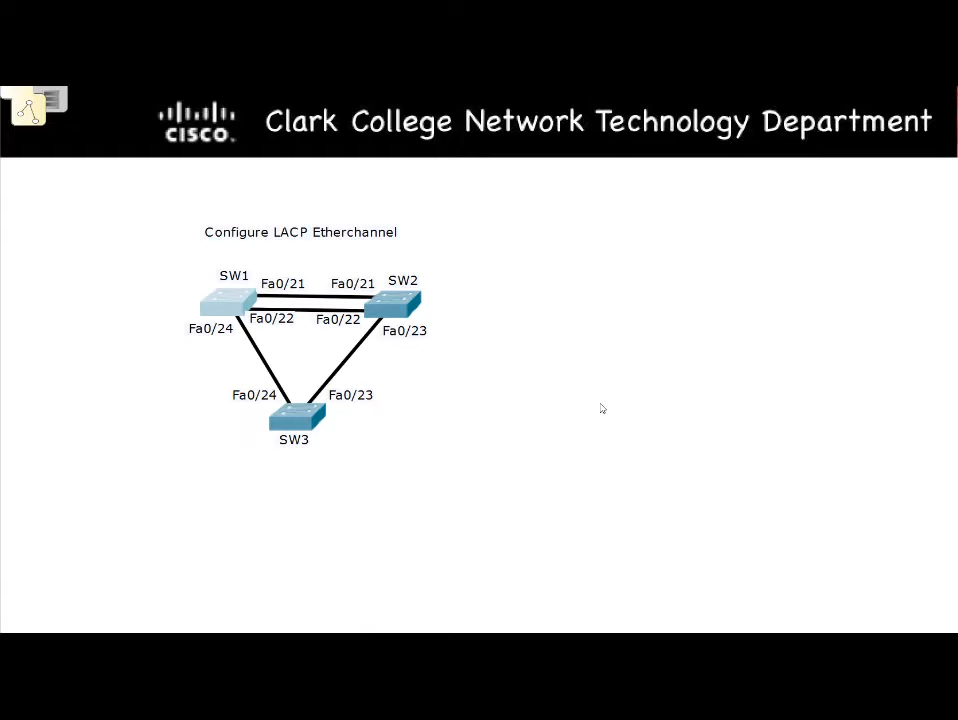 CISCO.
Clark College Network Technology Department
Configure LACP Etherchannel
SW1
Fa0/21
Fa0/21
SW2
Fa0/22
Fa0/22
Fa0/24
Fa0/23
Fa0/24
Fa0/23
SW3